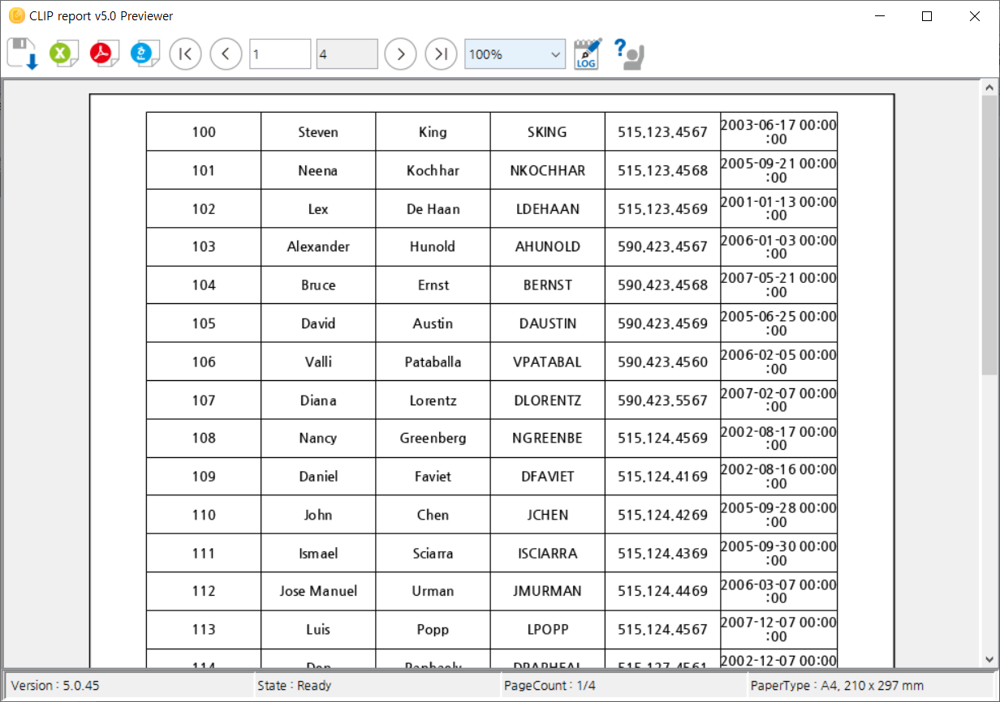 CLIP report v5.0 Previewer
1 4 100% LOG ?
100 Steven King SKING 515.123.4567 2003-06-17 00:00
:00
101 Neena Kochhar NKOCHHAR 515.123.4568 2005-09-21 00:00
:00
102 Lex De Haan LDEHAAN 515.123.4569 2001-01-13 00:00
:00
103 Alexander Hunold AHUNOLD 590.423.4567 2006-01-03 00:00
:00
104 Bruce Ernst BERNST 590.423.4568 2007-05-21 00:00
:00
105 David Austin DAUSTIN 590.423.4569 2005-06-25 00:00
:00
106 Valli Pataballa VPATABAL 590.423.4560 2006-02-05 00:00
:00
107 Diana Lorentz DLORENTZ 590.423.5567 2007-02-07 00:00
:00
108 Nancy Greenberg NGREENBE 515.124.4569 2002-08-17 00:00
:00
109 Daniel Faviet DFAVIET 515.124.4169 2002-08-16 00:00
:00
110 John Chen JCHEN 515.124.4269 2005-09-28 00:00
:00
111 Ismael Sciarra ISCIARRA 515.124.4369 2005-09-30 00:00
:00
112 Jose Manuel Urman JMURMAN 515.124.4469 2006-03-07 00:00
:00
113 Luis Popp LPOPP 515.124.4567 2007-12-07 00:00
:00
114 Den Raphaely DRAPHEAL 515.127.4561 2002-12-07 00:00
Version : 5.0.45 State : Ready PageCount : 1/4 PaperType : A4, 210 x 297 mm